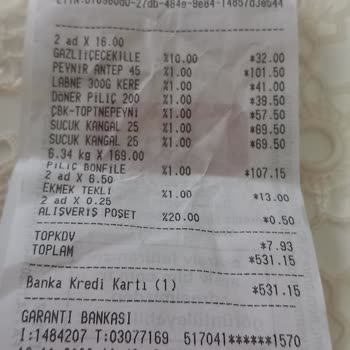 2 ad X 16.00
GAZLIİÇECEKILLE %10.00 *32.00
PEYNIR ANTEP 45 %1.00 *101.50
LABNE 300G KERE %1.00 *41.00
DÖNER PİLİÇ 200 %1.00 *39.50
ÇBK-TOPTNEPEYNİ %1.00 *57.50
SUCUK KANGAL 25 %1.00 *69.50
SUCUK KANGAL 25 %1.00 *69.50
6.34 kg X 169.00
PİLİÇ BONFİLE %1.00 *107.15
2 ad X 6.50
EKMEK TEKLİ %1.00 *13.00
2 ad X 0.25
ALIŞVERİŞ POŞET %20.00 *0.50
TOPKDV *7.93
TOPLAM *531.15
Banka Kredi Kartı (1) *531.15
GARANTI BANKASI
I:1484207 T:03077169 517041******1570